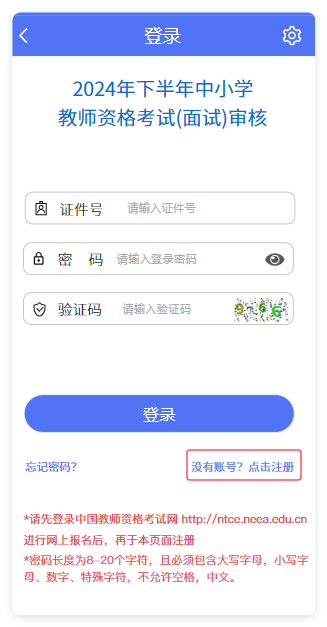 登录
2024年下半年中小学
教师资格考试(面试)审核
证件号 请输入证件号
密 码 请输入登录密码
验证码 请输入验证码
登录
忘记密码? 没有账号? 点击注册
*请先登录中国教师资格考试网 http://ntce.neea.edu.cn
进行网上报名后，再于本页面注册
*密码长度为8-20个字符，且必须包含大写字母，小写字
母、数字、特殊字符，不允许空格，中文。